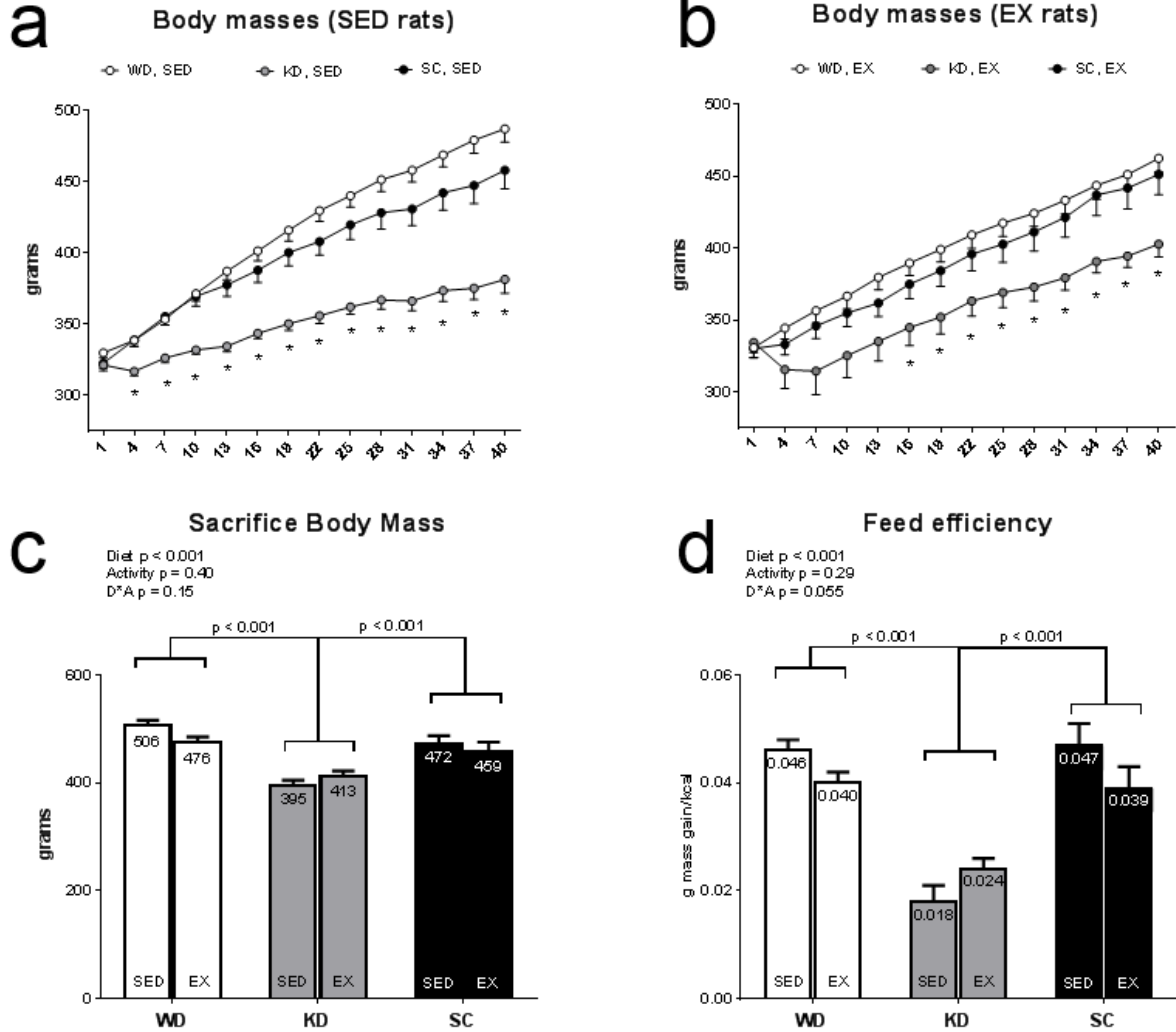 a
Body masses (SED rats)
WD, SED KD, SED SC, SED
500
450
400
350
300
grams
1 4 7 10 13 16 19 22 25 28 31 34 37 40
* * * * * * * * * * * * *
b
Body masses (EX rats)
WD, EX KD, EX SC, EX
500
450
400
350
300
grams
1 4 7 10 13 16 19 22 25 28 31 34 37 40
* * * * * * * * *
c
Sacrifice Body Mass
Diet p < 0.001
Activity p = 0.40
D*A p = 0.15
p < 0.001 p < 0.001
600
400
200
0
grams
506 476 395 413 472 459
SED EX SED EX SED EX
WD KD SC
d
Feed efficiency
Diet p < 0.001
Activity p = 0.29
D*A p = 0.055
p < 0.001 p < 0.001
0.06
0.04
0.02
0.00
g mass gain/kcal
0.046 0.040 0.018 0.024 0.047 0.039
SED EX SED EX SED EX
WD KD SC